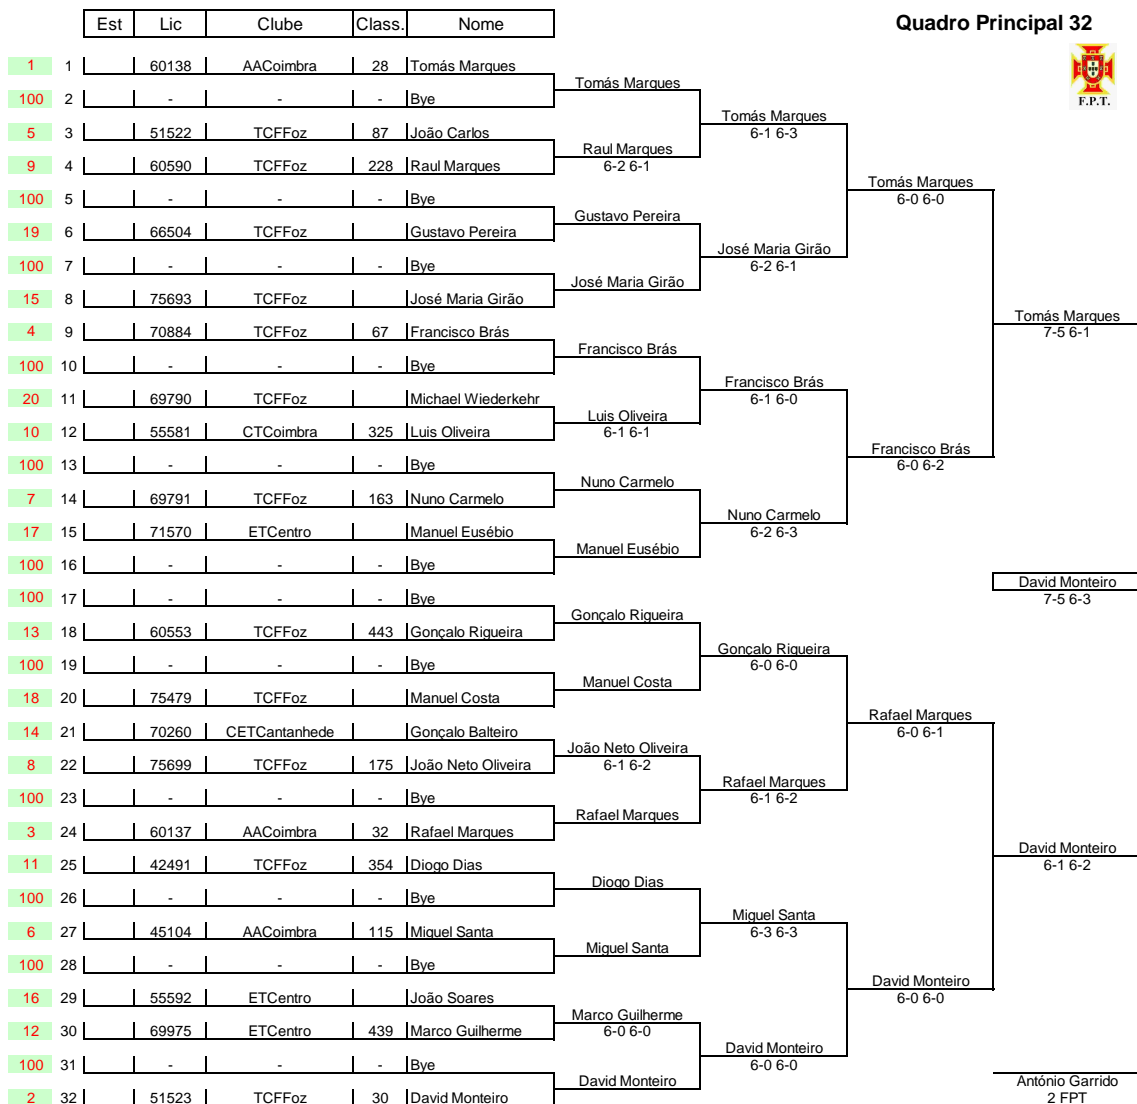 Est Lic Clube Class. Nome
Quadro Principal 32
F.P.T.
1 1 60138 AACoimbra 28 Tomás Marques
Tomás Marques
100 2 - - - Bye
Tomás Marques
6-1 6-3
5 3 51522 TCFFoz 87 João Carlos
Raul Marques
6-2 6-1
9 4 60590 TCFFoz 228 Raul Marques
Tomás Marques
6-0 6-0
100 5 - - - Bye
Gustavo Pereira
19 6 66504 TCFFoz Gustavo Pereira
José Maria Girão
6-2 6-1
100 7 - - - Bye
José Maria Girão
15 8 75693 TCFFoz José Maria Girão
Tomás Marques
7-5 6-1
4 9 70884 TCFFoz 67 Francisco Brás
Francisco Brás
100 10 - - - Bye
Francisco Brás
6-1 6-0
20 11 69790 TCFFoz Michael Wiederkehr
Luis Oliveira
6-1 6-1
10 12 55581 CTCoimbra 325 Luis Oliveira
Francisco Brás
6-0 6-2
100 13 - - - Bye
Nuno Carmelo
7 14 69791 TCFFoz 163 Nuno Carmelo
Nuno Carmelo
6-2 6-3
17 15 71570 ETCentro Manuel Eusébio
Manuel Eusébio
100 16 - - - Bye
David Monteiro
7-5 6-3
100 17 - - - Bye
Gonçalo Rigueira
13 18 60553 TCFFoz 443 Gonçalo Rigueira
Gonçalo Rigueira
6-0 6-0
100 19 - - - Bye
Manuel Costa
18 20 75479 TCFFoz Manuel Costa
Rafael Marques
6-0 6-1
14 21 70260 CETCantanhede Gonçalo Balteiro
João Neto Oliveira
6-1 6-2
8 22 75699 TCFFoz 175 João Neto Oliveira
Rafael Marques
6-1 6-2
100 23 - - - Bye
Rafael Marques
3 24 60137 AACoimbra 32 Rafael Marques
David Monteiro
6-1 6-2
11 25 42491 TCFFoz 354 Diogo Dias
Diogo Dias
100 26 - - - Bye
Miguel Santa
6-3 6-3
6 27 45104 AACoimbra 115 Miguel Santa
Miguel Santa
100 28 - - - Bye
David Monteiro
6-0 6-0
16 29 55592 ETCentro João Soares
Marco Guilherme
6-0 6-0
12 30 69975 ETCentro 439 Marco Guilherme
David Monteiro
6-0 6-0
100 31 - - - Bye
David Monteiro
2 32 51523 TCFFoz 30 David Monteiro
António Garrido
2 FPT